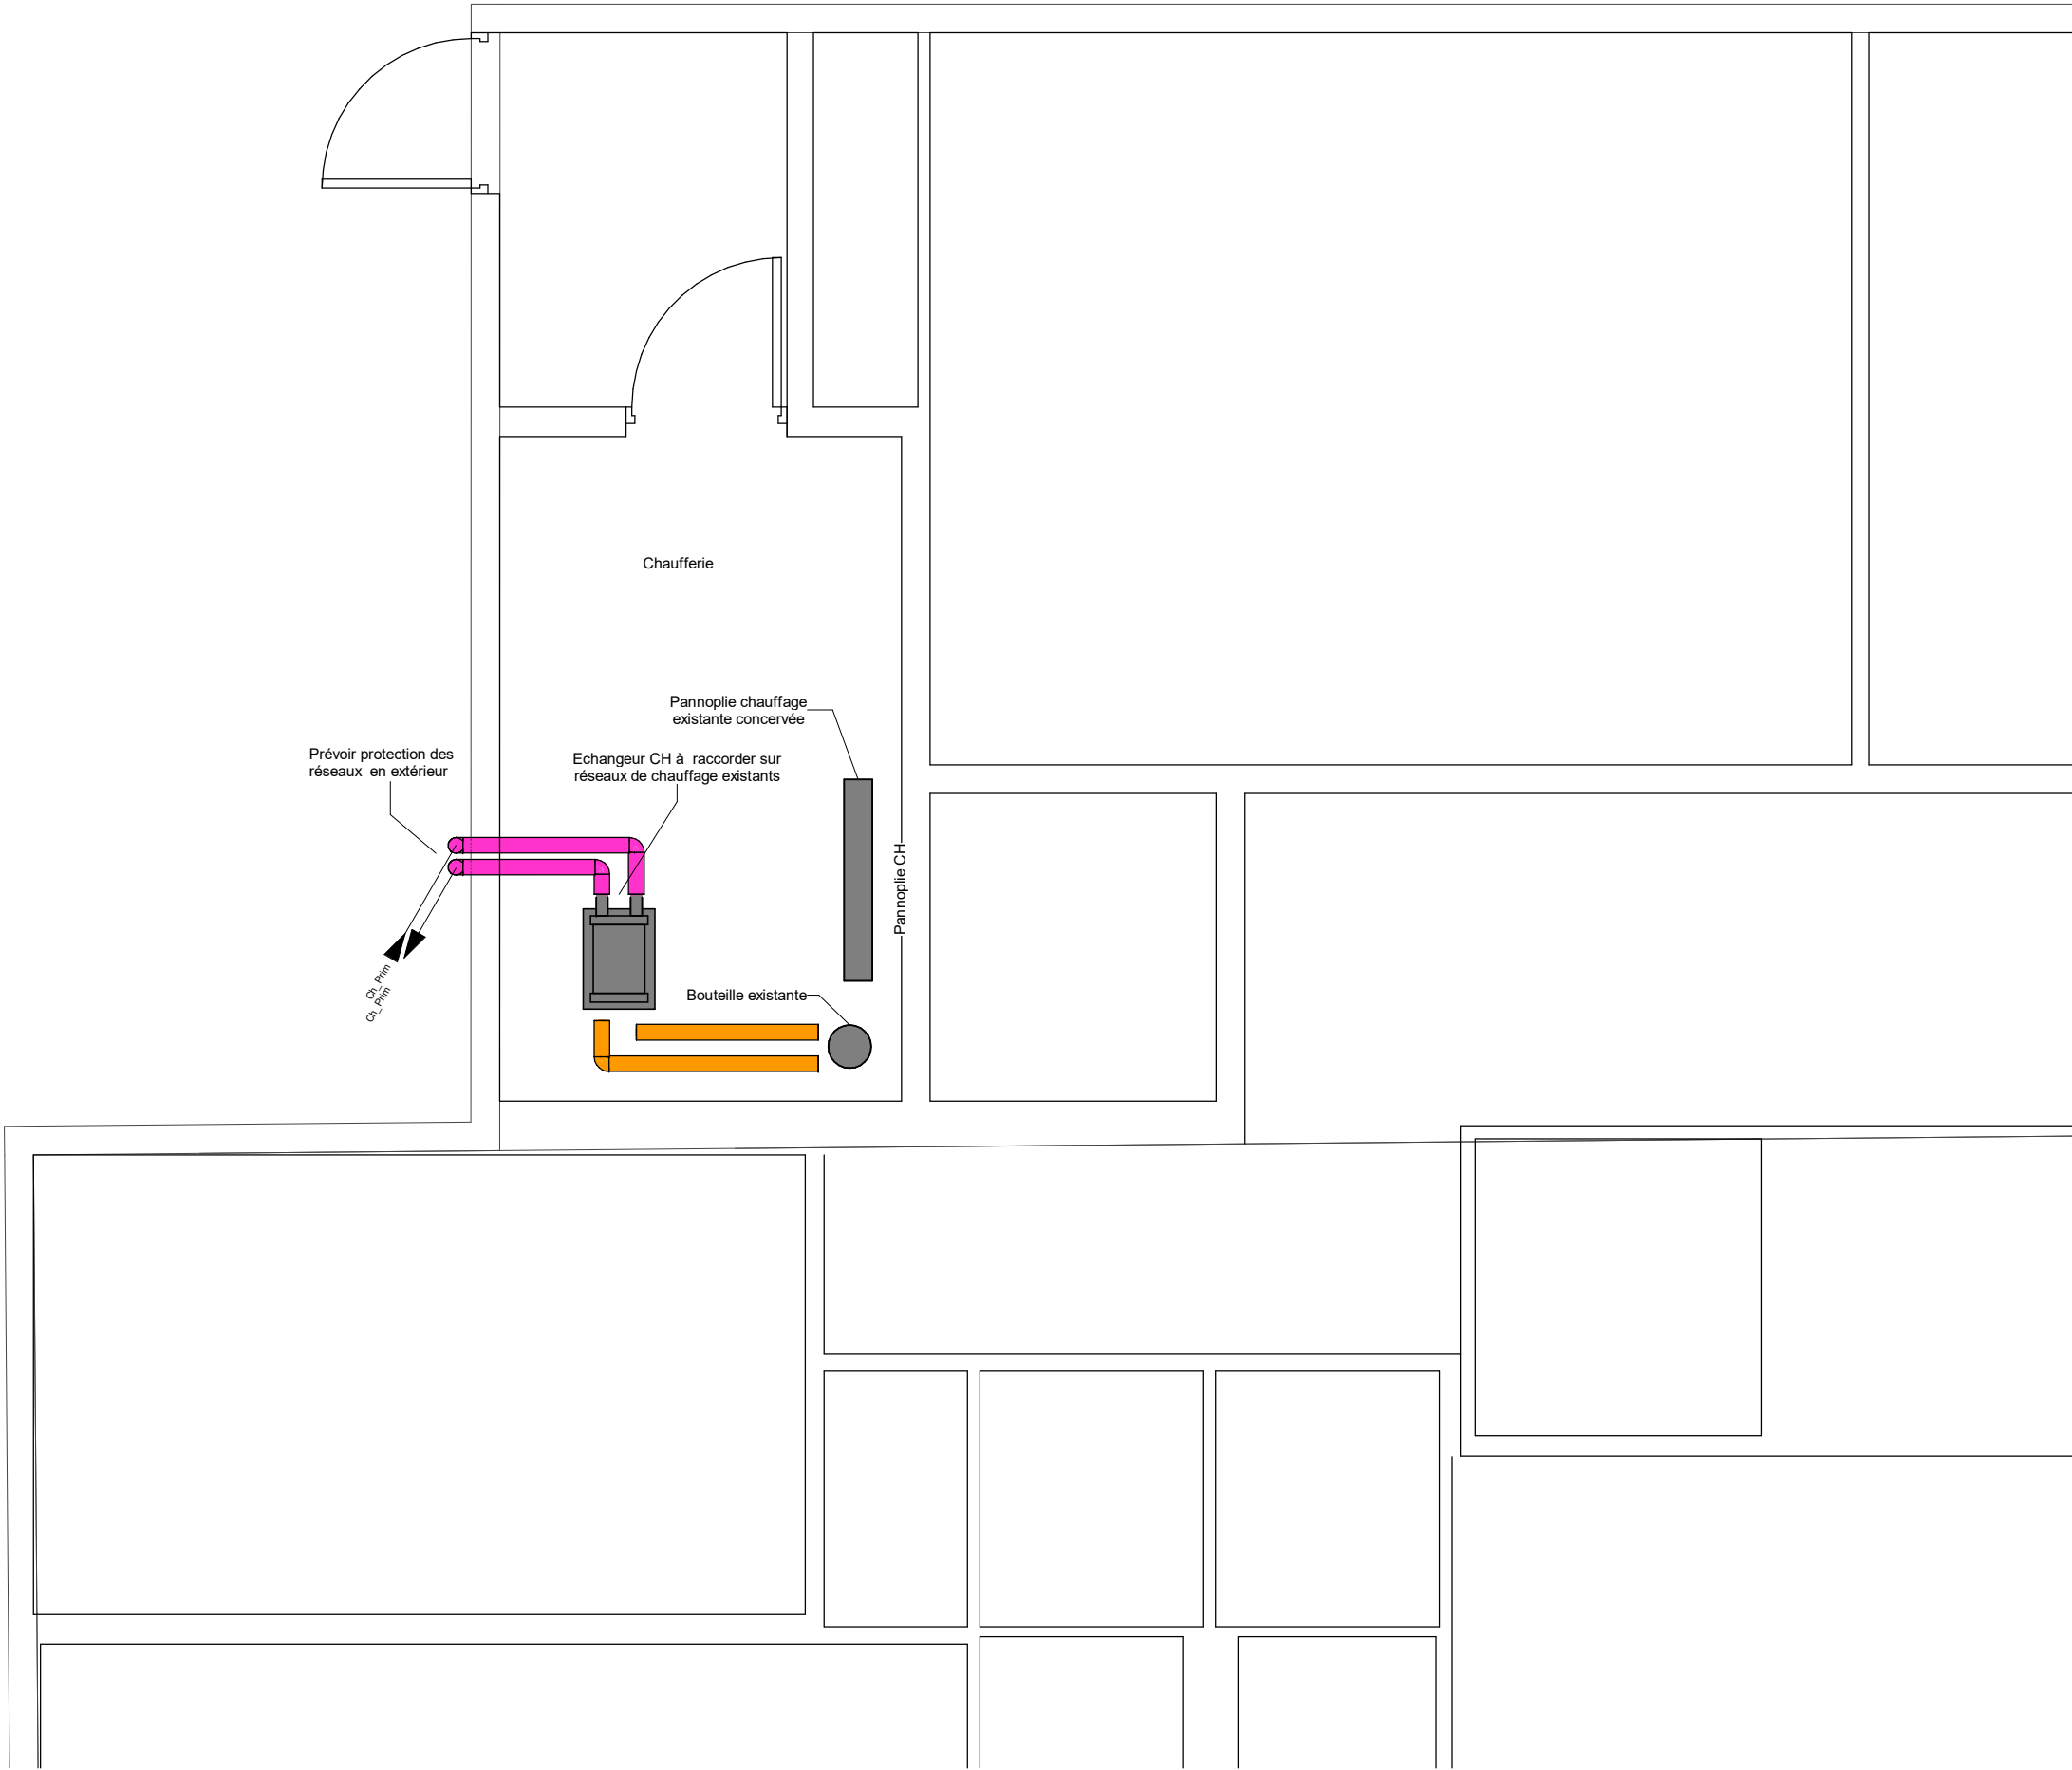 Chaufferie
Pannoplie chauffage
existante concervée
Prévoir protection des
réseaux en extérieur
Echangeur CH à raccorder sur
réseaux de chauffage existants
Pannoplie CH
Ch_Prim
Ch_Prim
Bouteille existante